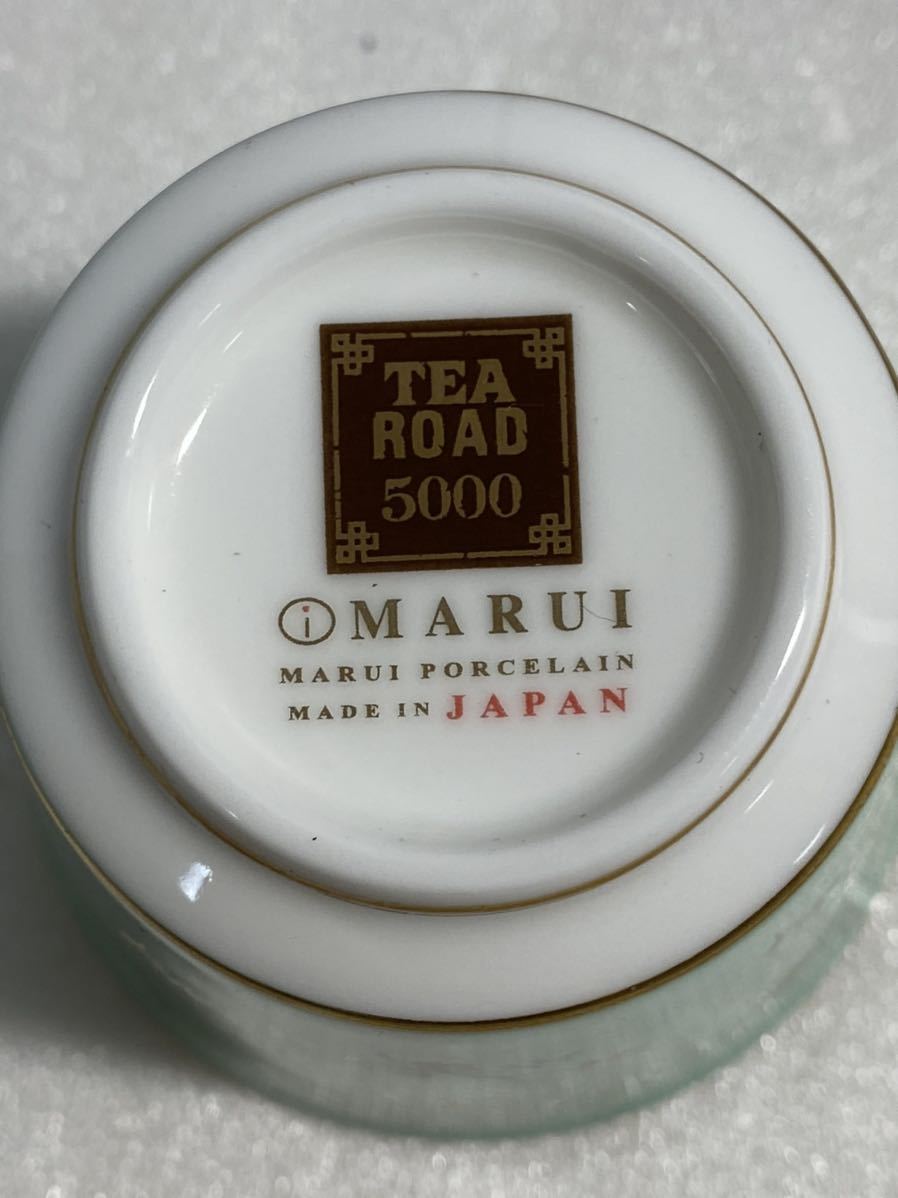 TEA
ROAD
5000
i MARUI
MARUI PORCELAIN
MADE IN JAPAN